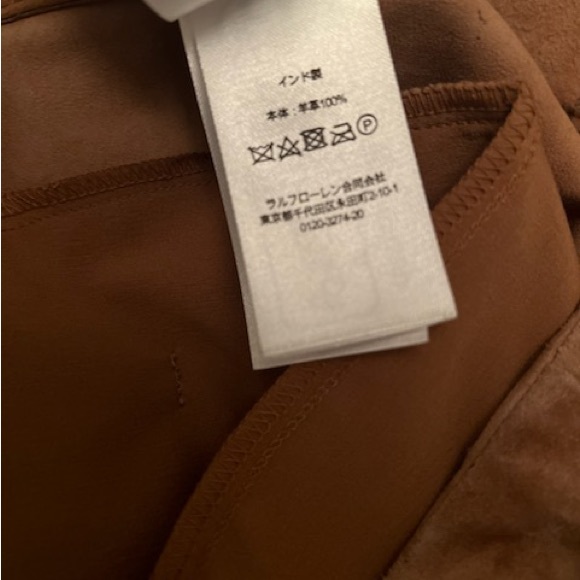 インド製
本体：羊革100%
P
ラルフローレン合同会社
東京都千代田区永田町2-10-1
0120-3274-20